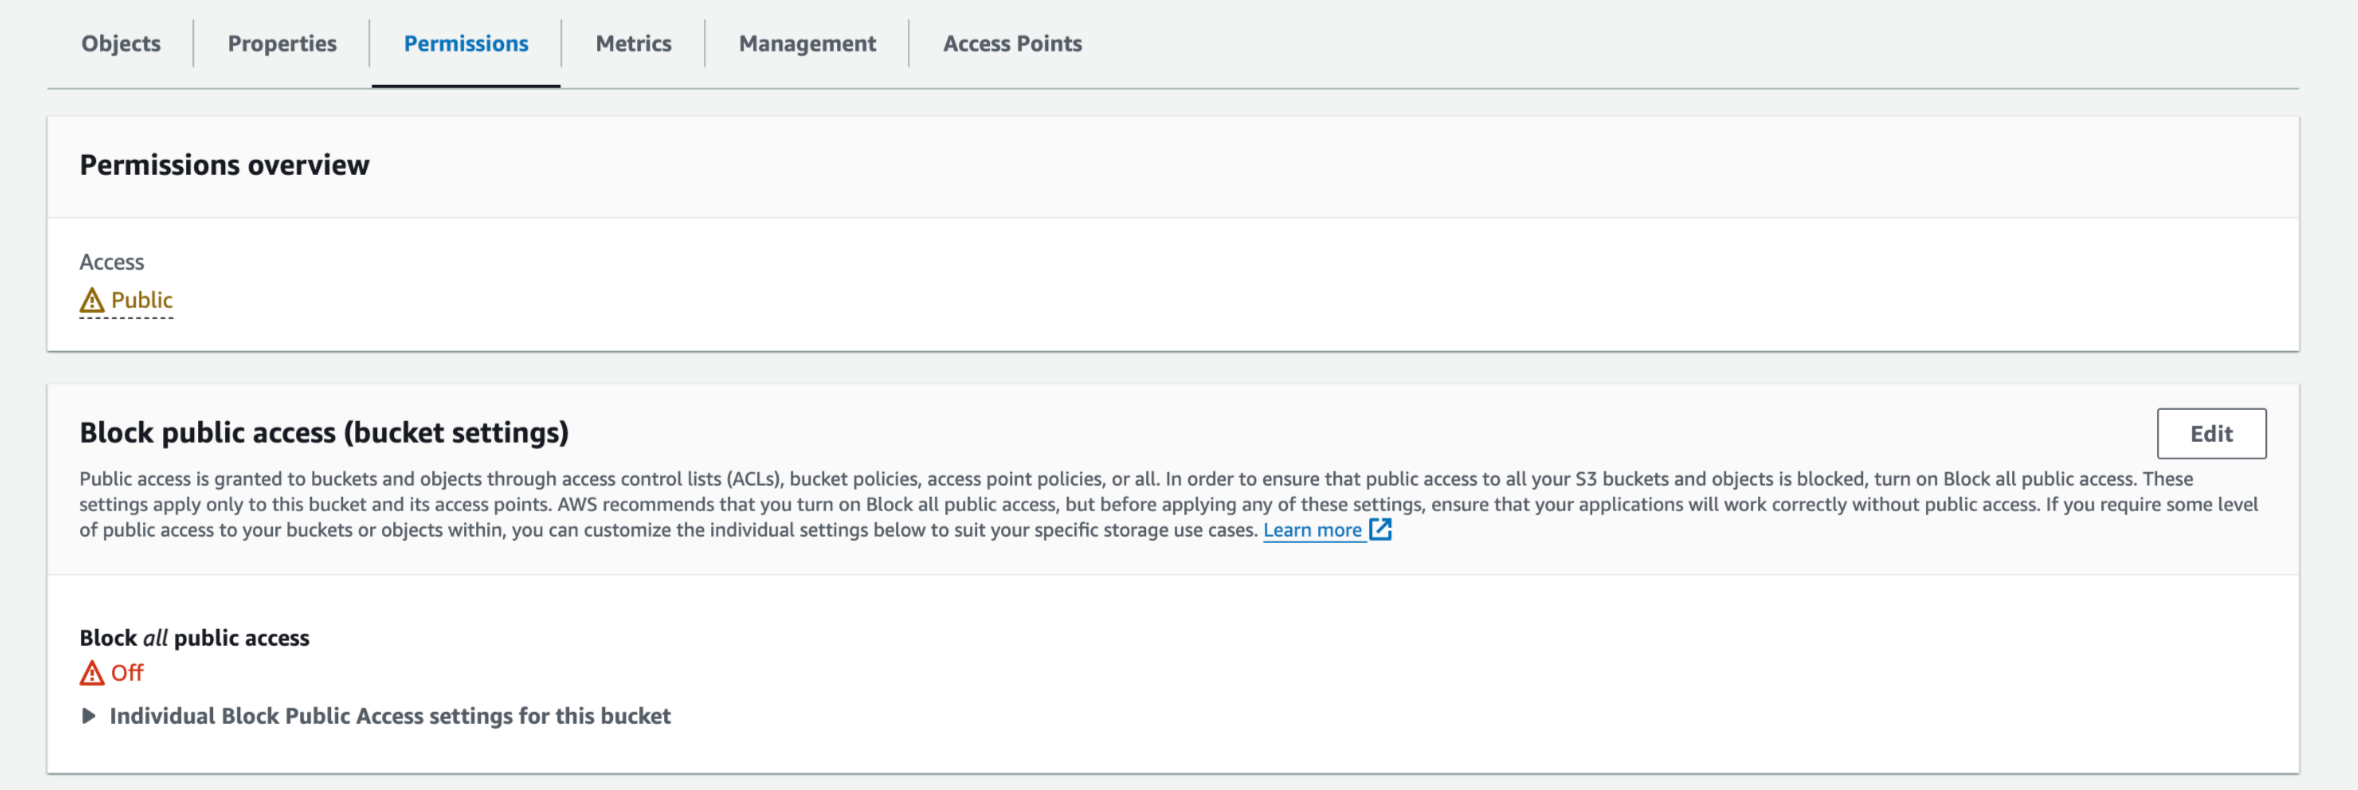 Objects Properties Permissions Metrics Management Access Points
Permissions overview
Access
Public
Block public access (bucket settings)
Edit
Public access is granted to buckets and objects through access control lists (ACLs), bucket policies, access point policies, or all. In order to ensure that public access to all your S3 buckets and objects is blocked, turn on Block all public access. These
settings apply only to this bucket and its access points. AWS recommends that you turn on Block all public access, but before applying any of these settings, ensure that your applications will work correctly without public access. If you require some level
of public access to your buckets or objects within, you can customize the individual settings below to suit your specific storage use cases. Learn more
Block all public access
Off
Individual Block Public Access settings for this bucket